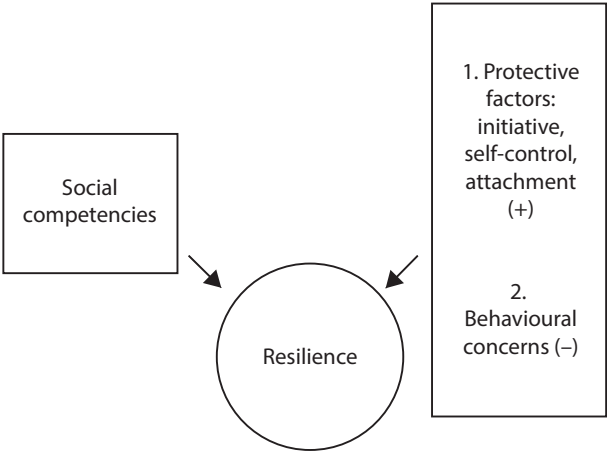 Social
competencies
Resilience
1. Protective
factors:
initiative,
self-control,
attachment
(+)
2.
Behavioural
concerns (–)